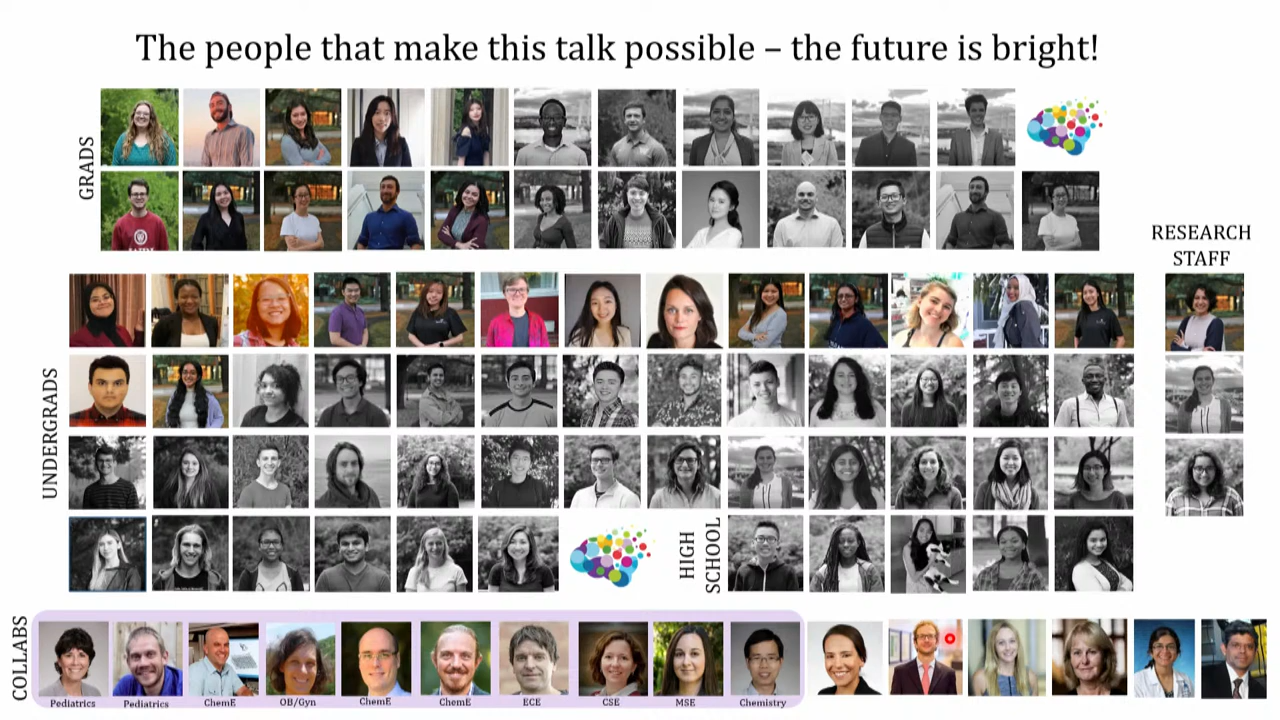 The people that make this talk possible – the future is bright!
GRADS
RESEARCH
STAFF
UNDERGRADS
HIGH
SCHOOL
COLLABS
Pediatrics
Pediatrics
ChemE
OB/Gyn
ChemE
ChemE
ECE
CSE
MSE
Chemistry